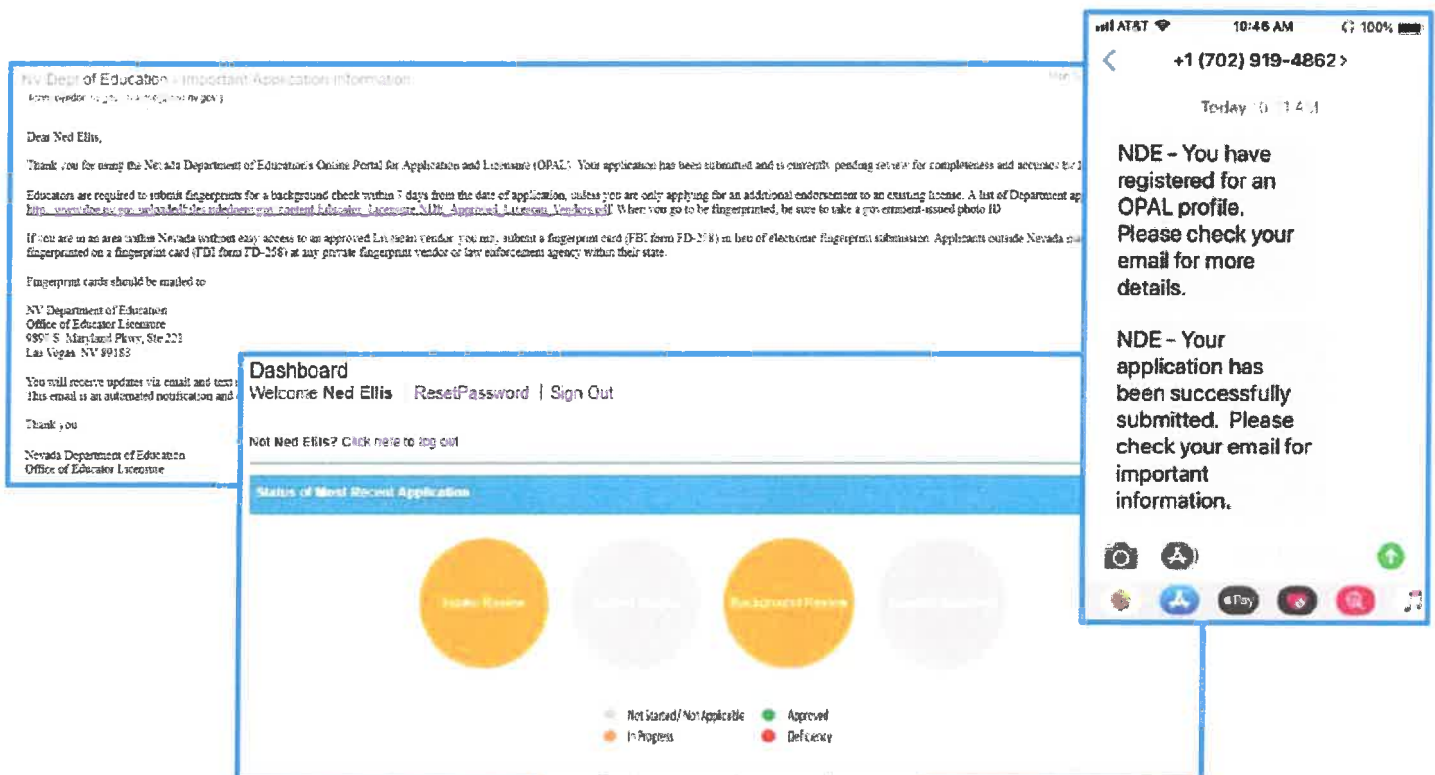 NV Dept of Education - Important Application Information
Dear Ned Ellis,
Thank you for using the Nevada Department of Education's Online Portal for Application and Licensure (OPAL). Your application has been submitted and is currently pending review for completeness and accuracy by
Educators are required to submit fingerprints for a background check within 7 days from the date of application, unless you are only applying for an additional endorsement to an existing license. A list of Department ap
When you go to be fingerprinted, be sure to take a government-issued photo ID
If you are in an area within Nevada without easy access to an approved Livescan vendor, you may submit a fingerprint card (FBI form FD-258) in lieu of electronic fingerprint submission. Applicants outside Nevada
fingerprinted on a fingerprint card (FBI form FD-258) at any private fingerprint vendor or law enforcement agency within their state.
Fingerprint cards should be mailed to
NV Department of Education
Office of Educator Licensure
S. Maryland Pkwy, Ste 221
Las Vegas, NV 89183
You will receive updates via email and text
This email is an automated notification and
Thank you
Nevada Department of Education
Office of Educator Licensure
Dashboard
Welcome Ned Ellis | ResetPassword | Sign Out
Not Ned Ellis? Click here to log out
Status of Most Recent Application
Background Review
Not Started/ Not Applicable
Approved
In Progress
Deficiency
AT&T
10:46 AM
100%
+1 (702) 919-4862 >
Today
NDE – You have
registered for an
OPAL profile.
Please check your
email for more
details.
NDE – Your
application has
been successfully
submitted. Please
check your email for
important
information.
Pay